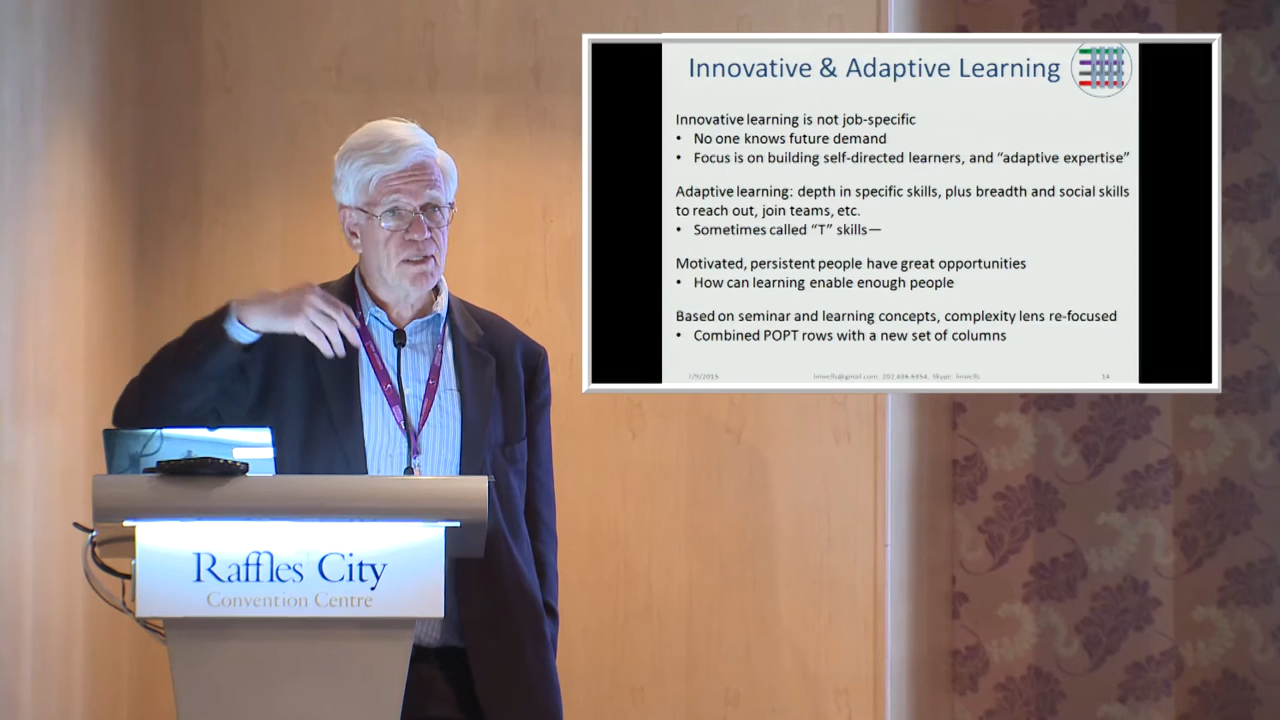 Innovative & Adaptive Learning
Innovative learning is not job-specific
• No one knows future demand
• Focus is on building self-directed learners, and “adaptive expertise”
Adaptive learning: depth in specific skills, plus breadth and social skills
to reach out, join teams, etc.
• Sometimes called “T” skills—
Motivated, persistent people have great opportunities
• How can learning enable enough people
Based on seminar and learning concepts, complexity lens re-focused
• Combined POPT rows with a new set of columns
7/9/2015
14
Raffles City
Convention Centre